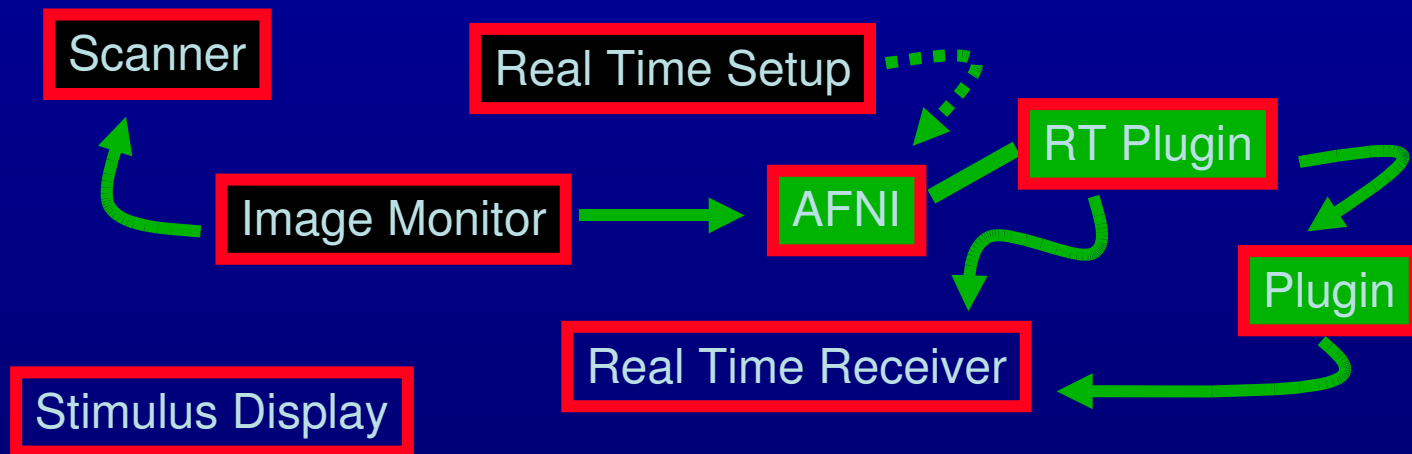 Scanner
Real Time Setup
RT Plugin
Image Monitor
AFNI
Plugin
Real Time Receiver
Stimulus Display